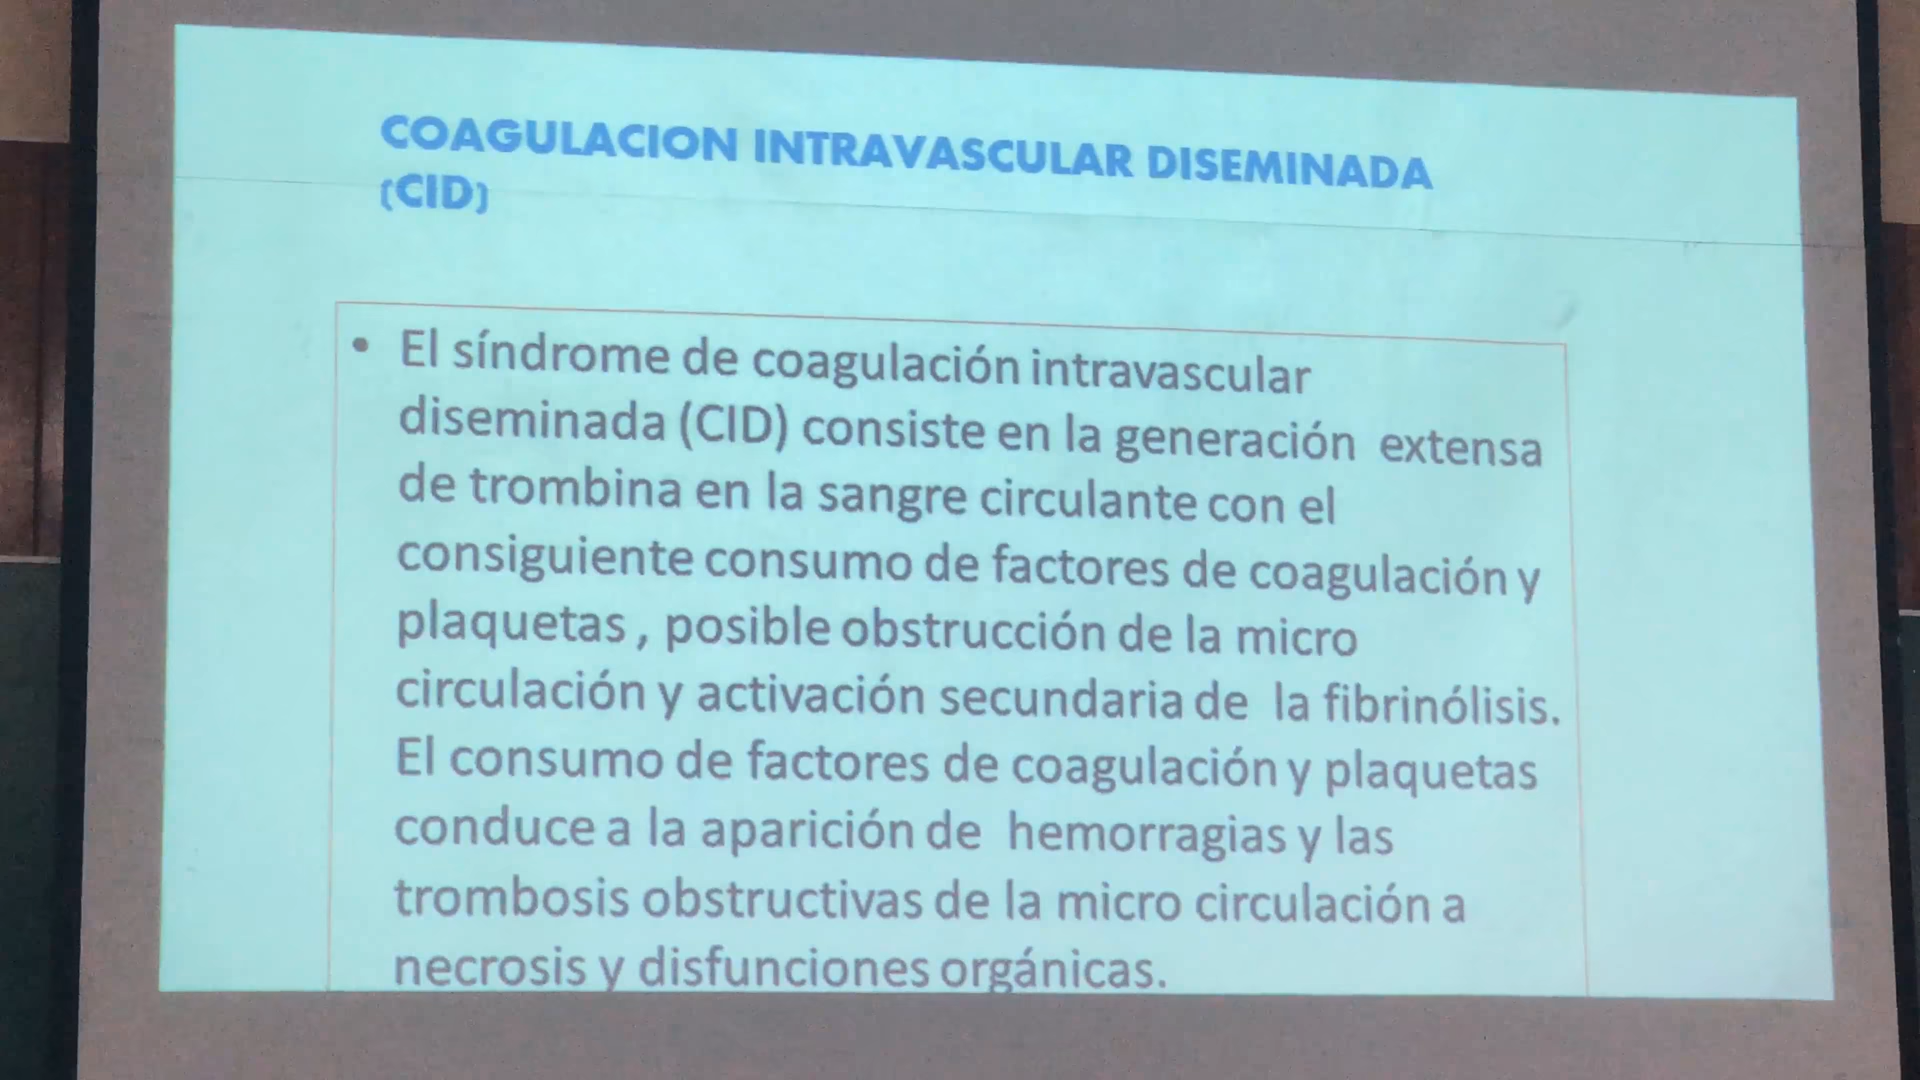 COAGULACION INTRAVASCULAR DISEMINADA
(CID)
• El síndrome de coagulación intravascular
diseminada (CID) consiste en la generación extensa
de trombina en la sangre circulante con el
consiguiente consumo de factores de coagulación y
plaquetas , posible obstrucción de la micro
circulación y activación secundaria de la fibrinólisis.
El consumo de factores de coagulación y plaquetas
conduce a la aparición de hemorragias y las
trombosis obstructivas de la micro circulación a
necrosis y disfunciones orgánicas.